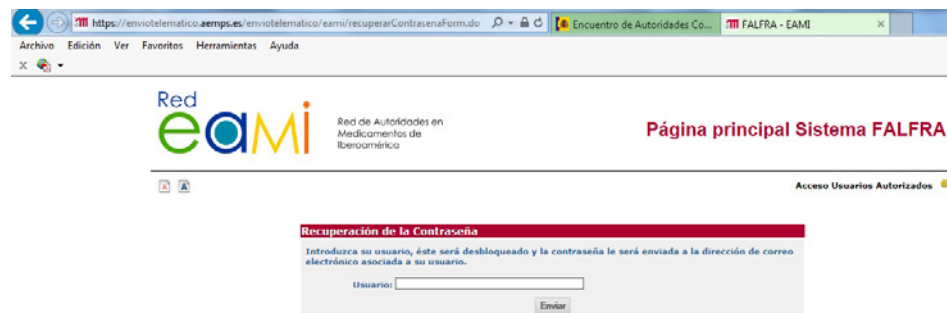 https://enviotelematico.aemps.es/enviotelematico/eami/recuperarContrasenaForm.do
Encuentro de Autoridades Co...
FALFRA - EAMI
Archivo Edición Ver Favoritos Herramientas Ayuda
x
Red
eaMi
Red de Autoridades en
Medicamentos de
Iberoamérica
Página principal Sistema FALFRA
A A
Acceso Usuarios Autorizados
Recuperación de la Contraseña
Introduzca su usuario, éste será desbloqueado y la contraseña le será enviada a la dirección de correo
electrónico asociada a su usuario.
Usuario:
Enviar